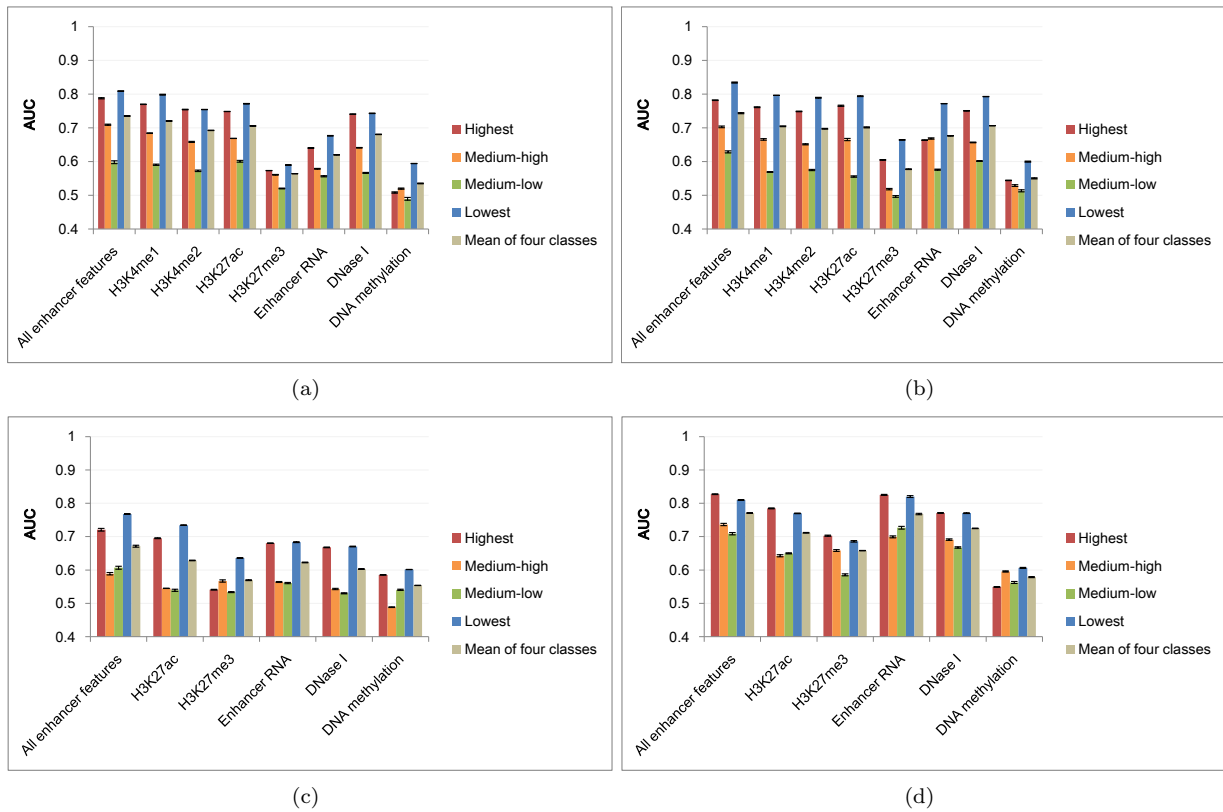 1
0.9
0.8
0.7
0.6
0.5
0.4
AUC
Highest
Medium-high
Medium-low
Lowest
Mean of four classes
All enhancer features
H3K4me1
H3K4me2
H3K27ac
H3K27me3
Enhancer RNA
DNase I
DNA methylation
(a)
1
0.9
0.8
0.7
0.6
0.5
0.4
AUC
Highest
Medium-high
Medium-low
Lowest
Mean of four classes
All enhancer features
H3K4me1
H3K4me2
H3K27ac
H3K27me3
Enhancer RNA
DNase I
DNA methylation
(b)
1
0.9
0.8
0.7
0.6
0.5
0.4
AUC
Highest
Medium-high
Medium-low
Lowest
Mean of four classes
All enhancer features
H3K27ac
H3K27me3
Enhancer RNA
DNase I
DNA methylation
(c)
1
0.9
0.8
0.7
0.6
0.5
0.4
AUC
Highest
Medium-high
Medium-low
Lowest
Mean of four classes
All enhancer features
H3K27ac
H3K27me3
Enhancer RNA
DNase I
DNA methylation
(d)